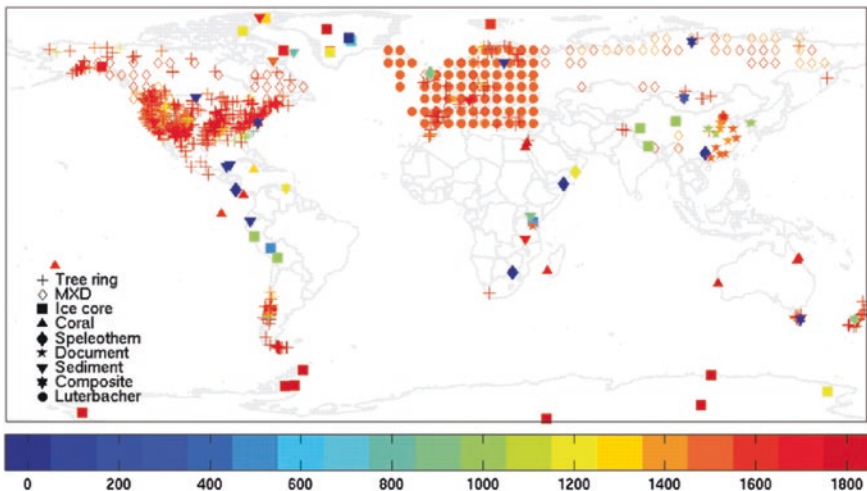 Tree ring
MXD
Ice core
Coral
Speleothem
Document
Sediment
Composite
Luterbacher
0 200 400 600 800 1000 1200 1400 1600 1800